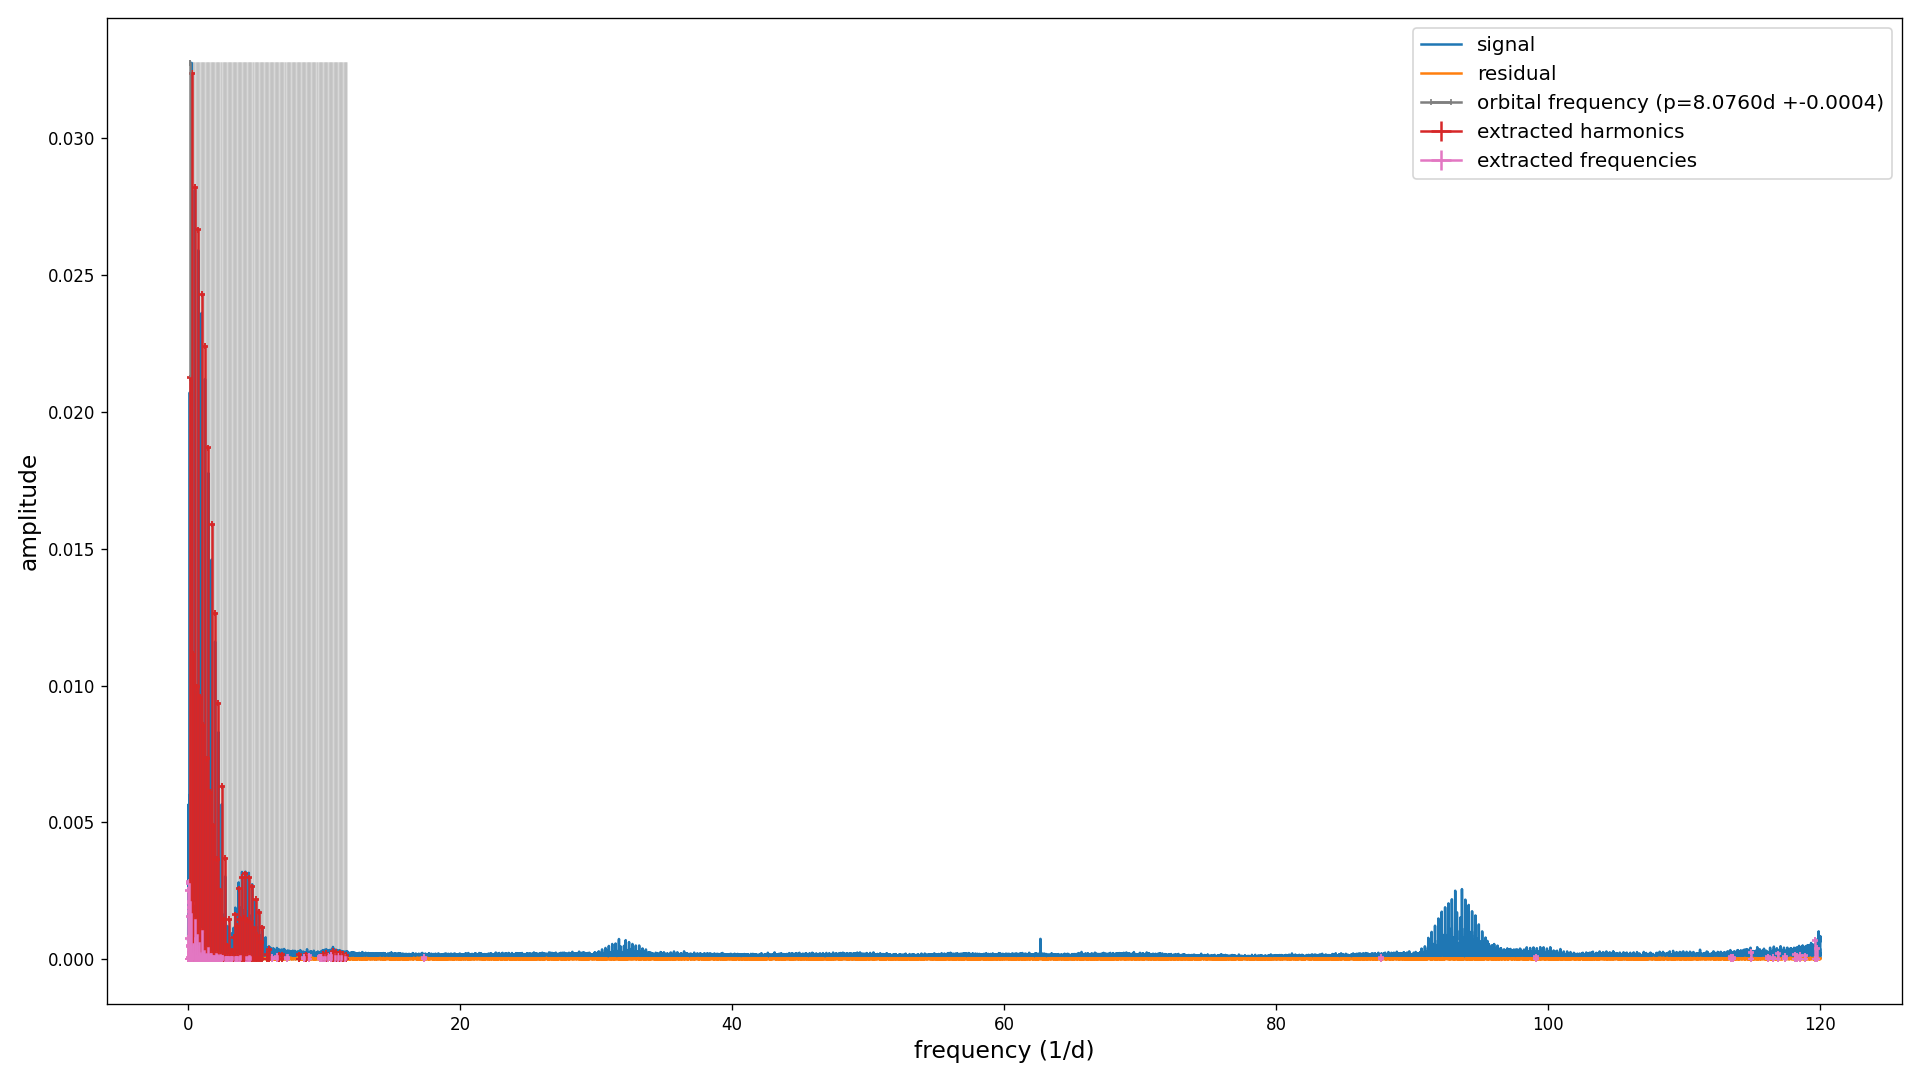 signal
residual
orbital frequency (p=8.0760d +-0.0004)
extracted harmonics
extracted frequencies
0.030
0.025
0.020
0.015
0.010
0.005
0.000
amplitude
0 20 40 60 80 100 120
frequency (1/d)